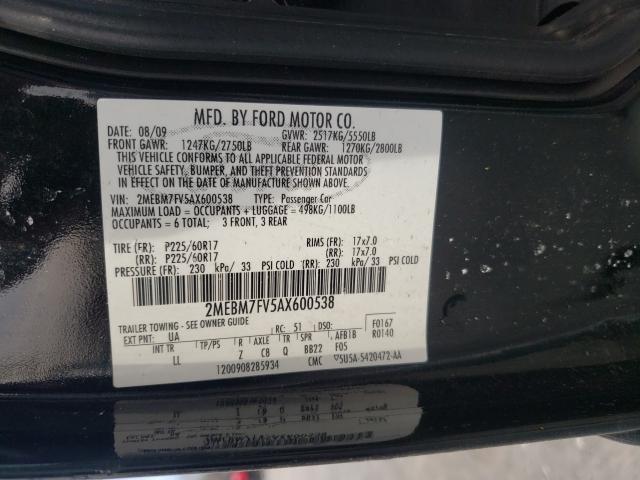 MFD. BY FORD MOTOR CO.
DATE: 08/09 GVWR: 2517KG/5550LB
FRONT GAWR: 1247KG/2750LB REAR GAWR: 1270KG/2800LB
THIS VEHICLE CONFORMS TO ALL APPLICABLE FEDERAL MOTOR
VEHICLE SAFETY, BUMPER, AND THEFT PREVENTION STANDARDS
IN EFFECT ON THE DATE OF MANUFACTURE SHOWN ABOVE.
VIN: 2MEBM7FV5AX600538 TYPE: Passenger Car
MAXIMUM LOAD = OCCUPANTS + LUGGAGE = 498KG/1100LB
OCCUPANTS = 6 TOTAL; 3 FRONT, 3 REAR
TIRE (FR): P225/60R17 RIMS (FR): 17x7.0
(RR): P225/60R17 (RR): 17x7.0
PRESSURE (FR): 230 kPa/ 33 PSI COLD (RR): 230 kPa/ 33 PSI COLD
2MEBM7FV5AX600538
TRAILER TOWING - SEE OWNER GUIDE RC: 51 DSO: F0167
EXT PNT: UA R0140
INT TR TP/PS R AXLE TR SPR AFB1B
LL Z C8 Q BB22 F05
1200908285934 CMC 5U5A-5420472-AA